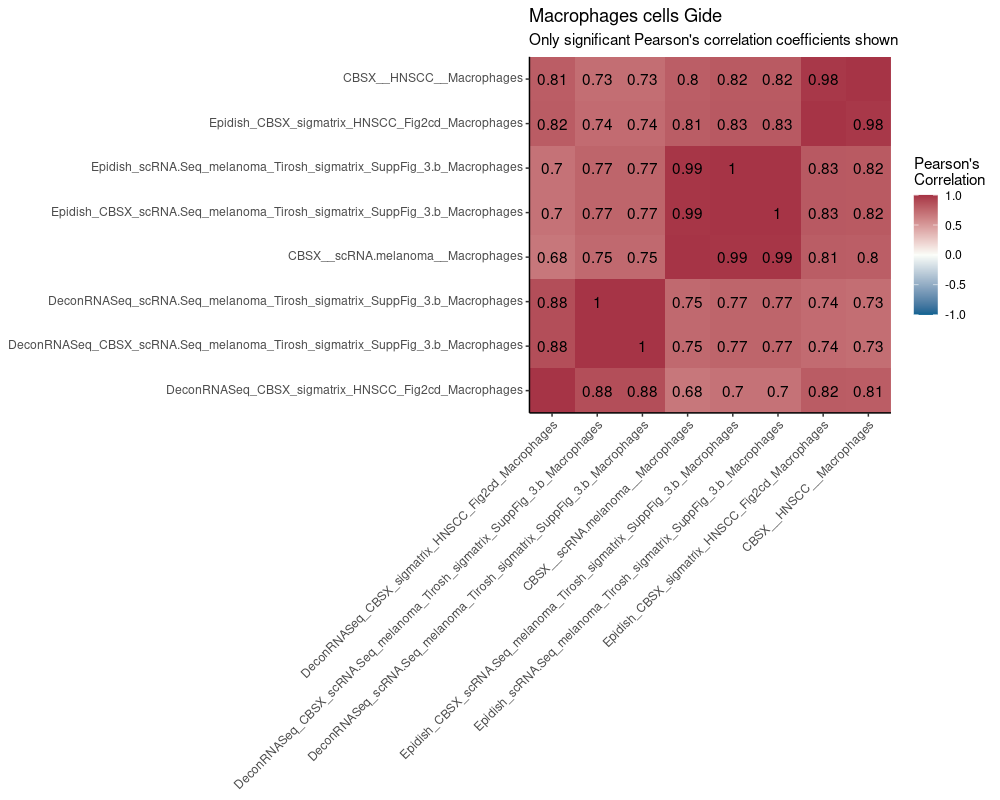 Macrophages cells Gide
Only significant Pearson's correlation coefficients shown
CBSX__HNSCC__Macrophages 0.81 0.73 0.73 0.8 0.82 0.82 0.98
Epidish_CBSX_sigmatrix_HNSCC_Fig2cd_Macrophages 0.82 0.74 0.74 0.81 0.83 0.83 0.98
Epidish_scRNA.Seq_melanoma_Tirosh_sigmatrix_SuppFig_3.b_Macrophages 0.7 0.77 0.77 0.99 1 0.83 0.82
Epidish_CBSX_scRNA.Seq_melanoma_Tirosh_sigmatrix_SuppFig_3.b_Macrophages 0.7 0.77 0.77 0.99 1 0.83 0.82
CBSX__scRNA.melanoma__Macrophages 0.68 0.75 0.75 0.99 0.99 0.81 0.8
DeconRNASeq_scRNA.Seq_melanoma_Tirosh_sigmatrix_SuppFig_3.b_Macrophages 0.88 1 0.75 0.77 0.77 0.74 0.73
DeconRNASeq_CBSX_scRNA.Seq_melanoma_Tirosh_sigmatrix_SuppFig_3.b_Macrophages 0.88 1 0.75 0.77 0.77 0.74 0.73
DeconRNASeq_CBSX_sigmatrix_HNSCC_Fig2cd_Macrophages 0.88 0.88 0.68 0.7 0.7 0.82 0.81
DeconRNASeq_CBSX_sigmatrix_HNSCC_Fig2cd_Macrophages
DeconRNASeq_CBSX_scRNA.Seq_melanoma_Tirosh_sigmatrix_SuppFig_3.b_Macrophages
DeconRNASeq_scRNA.Seq_melanoma_Tirosh_sigmatrix_SuppFig_3.b_Macrophages
CBSX__scRNA.melanoma__Macrophages
Epidish_CBSX_scRNA.Seq_melanoma_Tirosh_sigmatrix_SuppFig_3.b_Macrophages
Epidish_scRNA.Seq_melanoma_Tirosh_sigmatrix_SuppFig_3.b_Macrophages
Epidish_CBSX_sigmatrix_HNSCC_Fig2cd_Macrophages
CBSX__HNSCC__Macrophages
Pearson's
Correlation
1.0
0.5
0.0
-0.5
-1.0